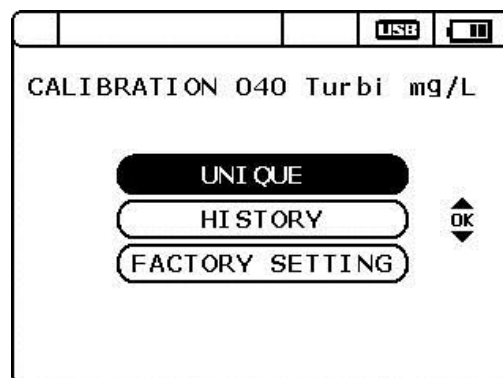 USB
CALIBRATION 040 Turbi mg/L
UNIQUE
HISTORY
OK
FACTORY SETTING